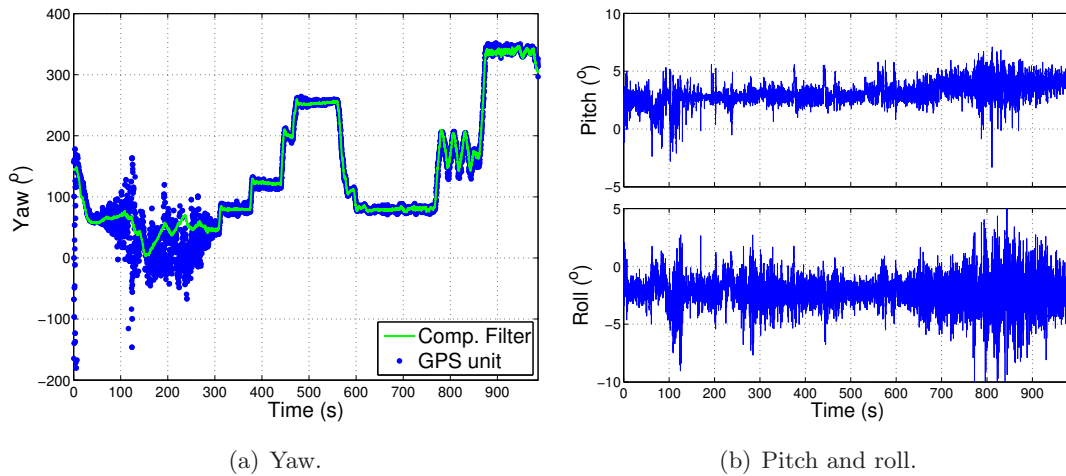 400
300
200
100
0
−100
−200
Yaw (°)
0 100 200 300 400 500 600 700 800 900
Time (s)
Comp. Filter
GPS unit
(a) Yaw.
10
5
0
−5
Pitch (°)
5
0
−5
−10
Roll (°)
0 100 200 300 400 500 600 700 800 900
Time (s)
(b) Pitch and roll.